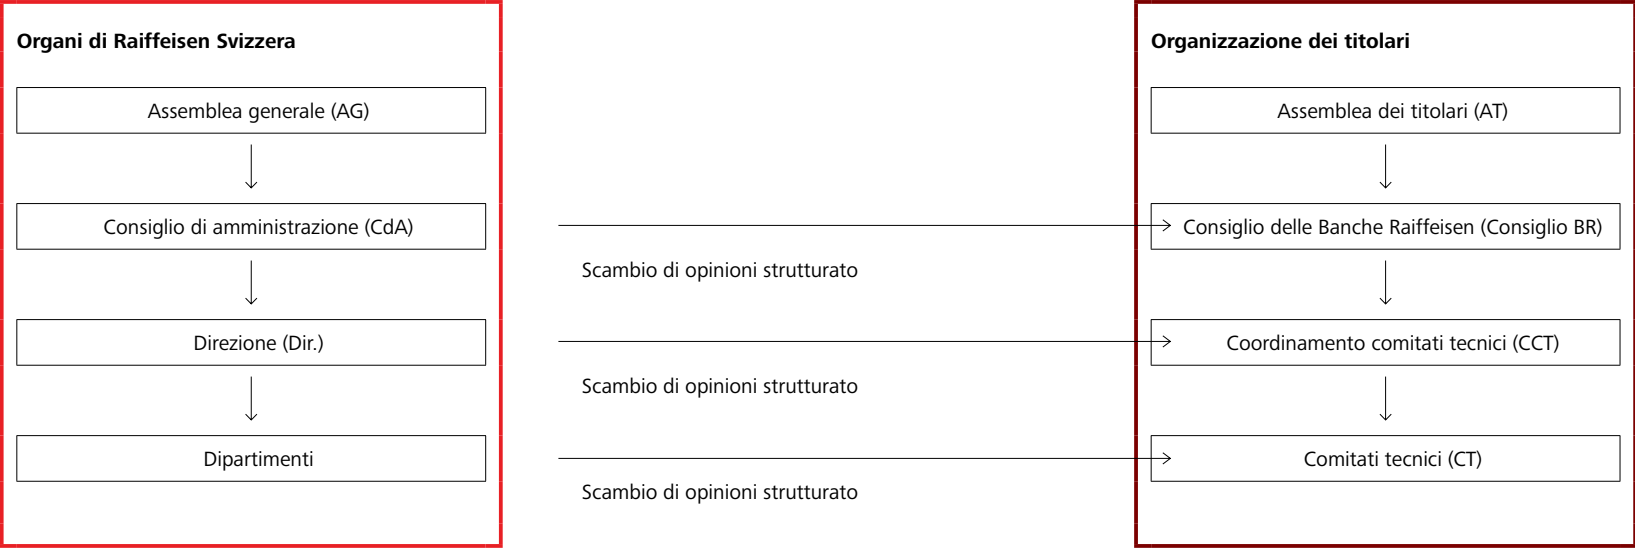 Organi di Raiffeisen Svizzera
Assemblea generale (AG)
Consiglio di amministrazione (CdA)
Direzione (Dir.)
Dipartimenti
Scambio di opinioni strutturato
Scambio di opinioni strutturato
Scambio di opinioni strutturato
Organizzazione dei titolari
Assemblea dei titolari (AT)
Consiglio delle Banche Raiffeisen (Consiglio BR)
Coordinamento comitati tecnici (CCT)
Comitati tecnici (CT)